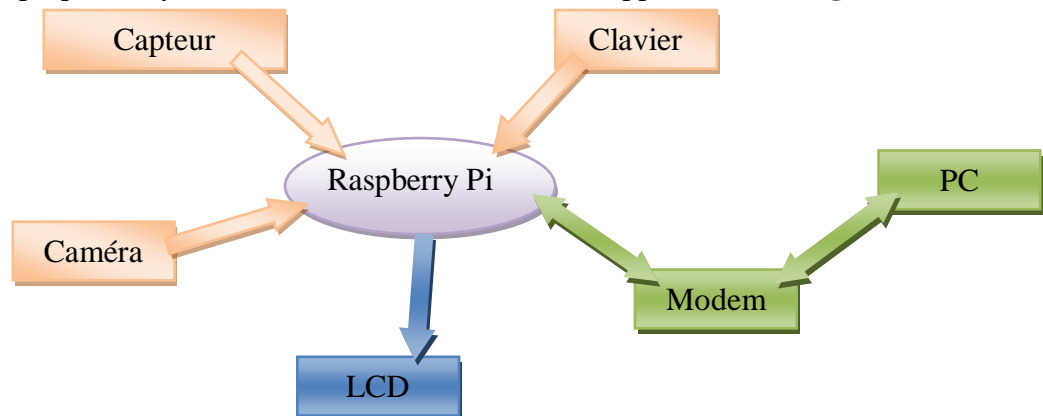 Capteur
Clavier
Raspberry Pi
PC
Caméra
Modem
LCD